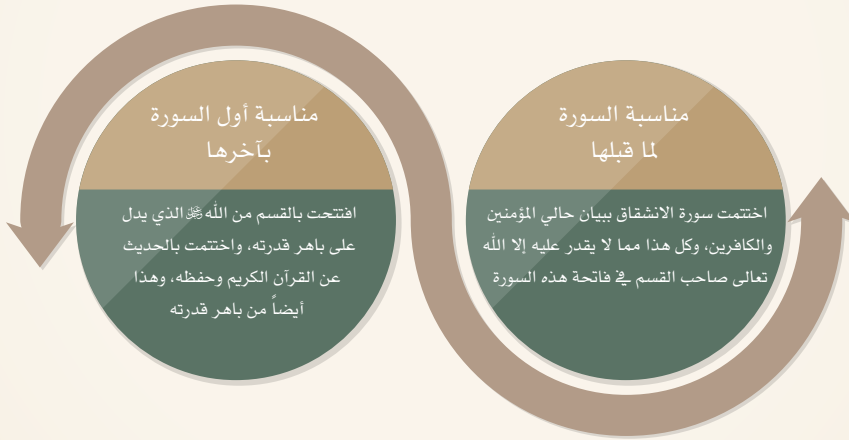 مناسبة السورة
لما قبلها
اختتمت سورة الانشقاق ببيان حالي المؤمنين
والكافرين، وكل هذا مما لا يقدر عليه إلا الله
تعالى صاحب القسم في فاتحة هذه السورة
مناسبة أول السورة
بآخرها
افتتحت بالقسم من الله ﷻ الذي يدل
على باهر قدرته، واختتمت بالحديث
عن القرآن الكريم وحفظه، وهذا
أيضاً من باهر قدرته